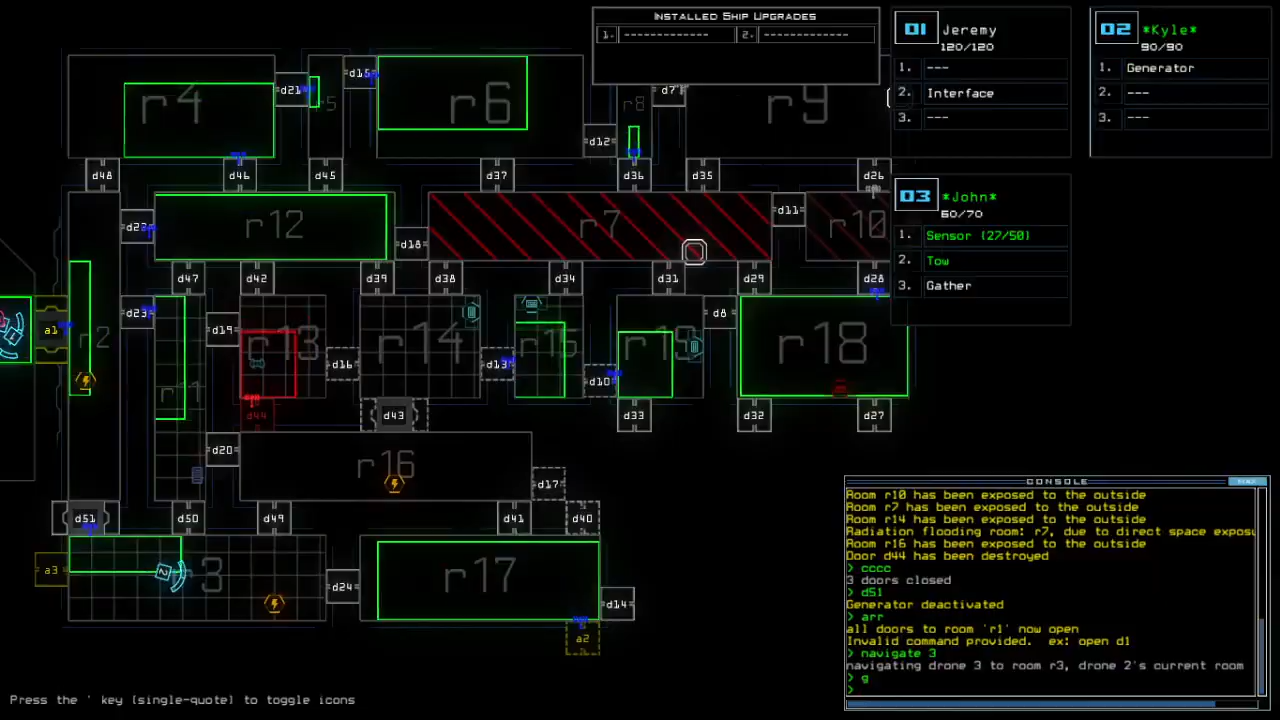 INSTALLED SHIP UPGRADES
1. ------------- 2. -------------
01 Jeremy
120/120
1. ---
2. Interface
3. ---
02 *Kyle*
90/90
1. Generator
2. ---
3. ---
03 *John*
60/70
1. Sensor (27/50)
2. Tow
3. Gather
r4
d21
r5
d15
r6
r8
d7
r9
d12
d48
d46
d45
d37
d36
d35
d26
r12
r7
d11
r10
d18
d47
d42
d39
d38
d34
d31
d29
d28
a1
r2
d23
d19
r13
r14
d8
r18
d16
d13
d10
r11
d44
d43
d33
d32
d27
d20
r16
d17
d51
d50
d49
d41
d40
a3
2
3
d24
r17
d14
a2
CONSOLE
Room r10 has been exposed to the outside
Room r7 has been exposed to the outside
Room r14 has been exposed to the outside
Radiation flooding room: r7, due to direct space exposu
Room r16 has been exposed to the outside
Door d44 has been destroyed
> cccc
3 doors closed
> d51
Generator deactivated
> arr
all doors to room 'r1' now open
Invalid command provided.  ex: open d1
> navigate 3
navigating drone 3 to room r3, drone 2's current room
> g
>
Press the ' key (single-quote) to toggle icons